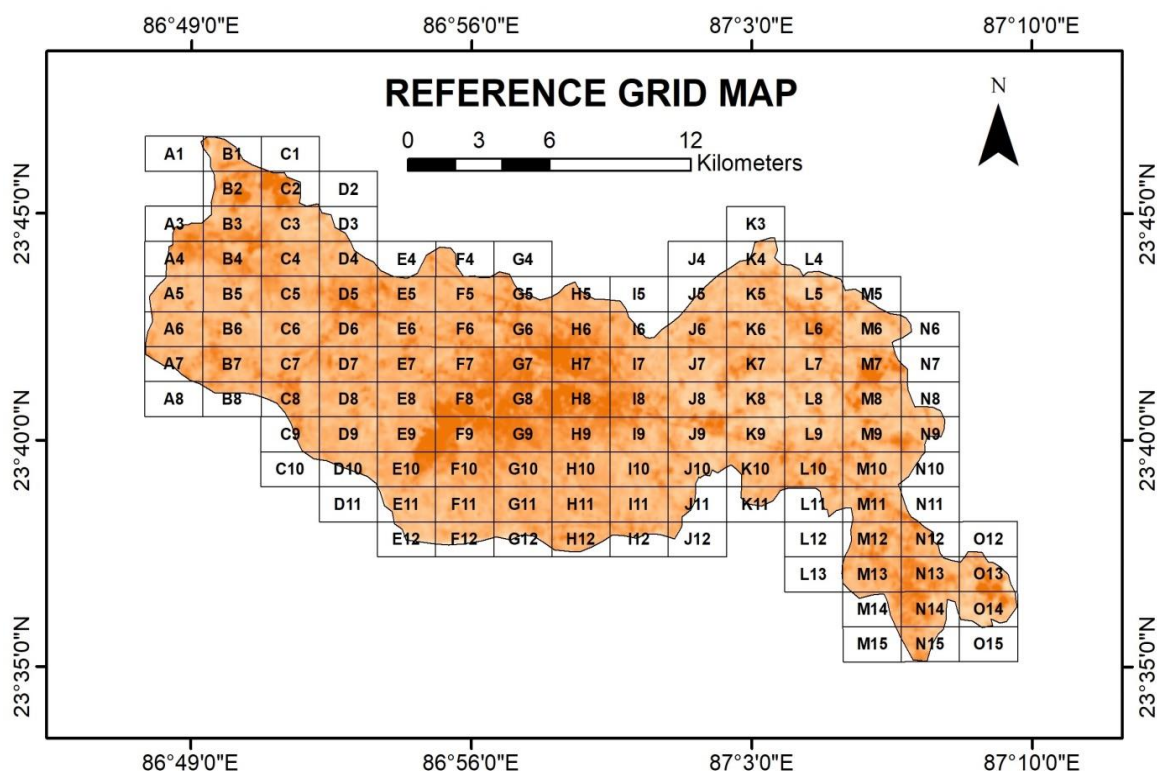 86°49'0"E 86°56'0"E 87°3'0"E 87°10'0"E
REFERENCE GRID MAP
N
0 3 6 12
Kilometers
23°45'0"N 23°45'0"N
23°40'0"N 23°40'0"N
23°35'0"N 23°35'0"N
A1 B1 C1
B2 C2 D2
A3 B3 C3 D3 K3
A4 B4 C4 D4 E4 F4 G4 J4 K4 L4
A5 B5 C5 D5 E5 F5 G5 H5 I5 J5 K5 L5 M5
A6 B6 C6 D6 E6 F6 G6 H6 I6 J6 K6 L6 M6 N6
A7 B7 C7 D7 E7 F7 G7 H7 I7 J7 K7 L7 M7 N7
A8 B8 C8 D8 E8 F8 G8 H8 I8 J8 K8 L8 M8 N8
C9 D9 E9 F9 G9 H9 I9 J9 K9 L9 M9 N9
C10 D10 E10 F10 G10 H10 I10 J10 K10 L10 M10 N10
D11 E11 F11 G11 H11 I11 J11 K11 L11 M11 N11
E12 F12 G12 H12 I12 J12 L12 M12 N12 O12
L13 M13 N13 O13
M14 N14 O14
M15 N15 O15
86°49'0"E 86°56'0"E 87°3'0"E 87°10'0"E